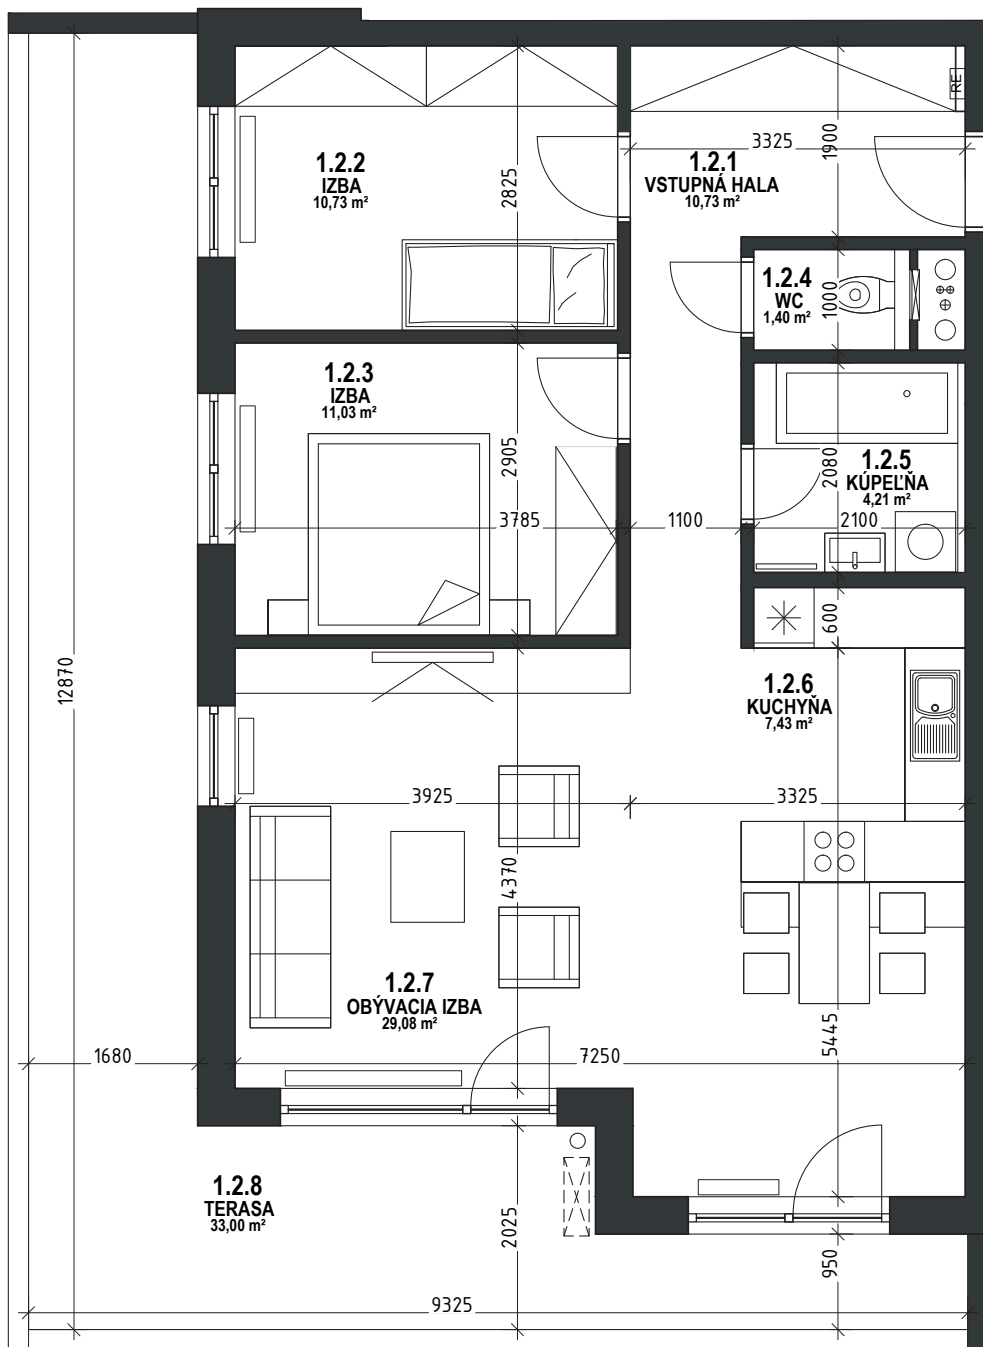 RE
3325
1900
1.2.2
IZBA
10,73 m²
2825
1.2.1
VSTUPNÁ HALA
10,73 m²
1.2.4
WC
1,40 m²
1000
1.2.3
IZBA
11,03 m²
2905
2080
1.2.5
KÚPEĽŇA
4,21 m²
3785
1100
2100
600
12870
1.2.6
KUCHYŇA
7,43 m²
3925
3325
4370
1.2.7
OBÝVACIA IZBA
29,08 m²
5445
1680
7250
1.2.8
TERASA
33,00 m²
2025
950
9325